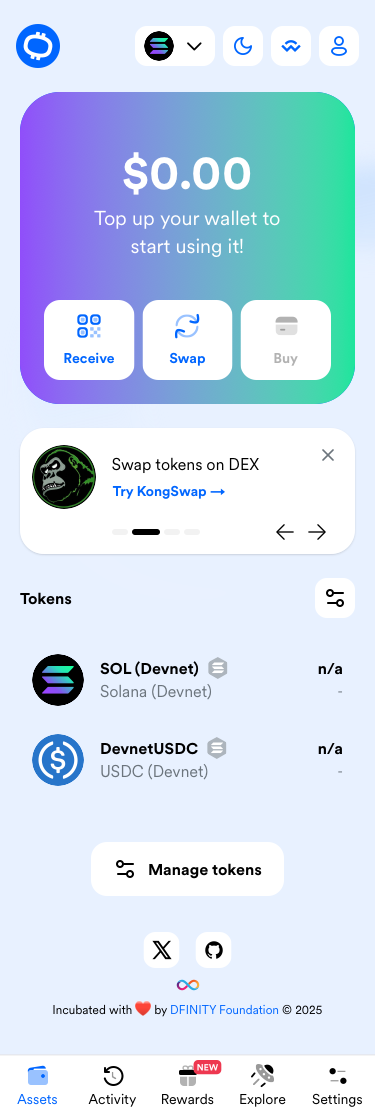 $0.00
Top up your wallet to
start using it!
Receive
Swap
Buy
Swap tokens on DEX
Try KongSwap →
Tokens
SOL (Devnet)
n/a
Solana (Devnet)
-
DevnetUSDC
n/a
USDC (Devnet)
-
Manage tokens
Incubated with ❤️ by DFINITY Foundation © 2025
NEW
Assets
Activity
Rewards
Explore
Settings